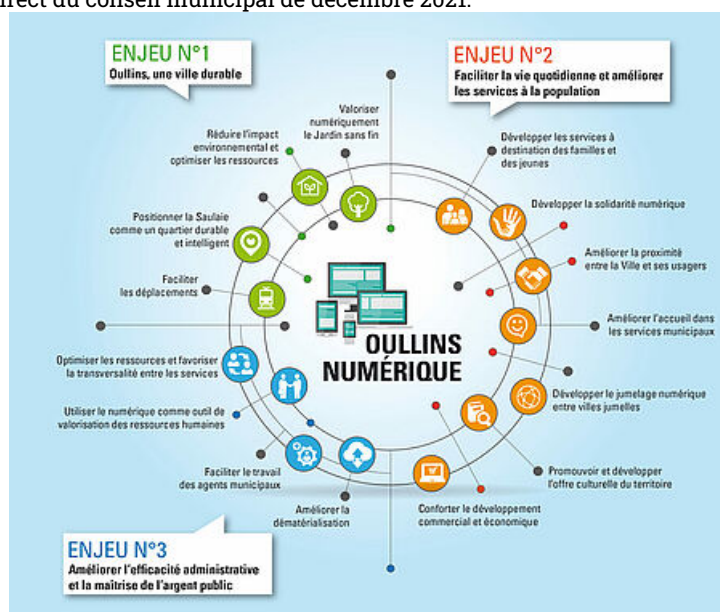 direct du conseil municipal de décembre 2021.
ENJEU N°1
Oullins, une ville durable
ENJEU N°2
Faciliter la vie quotidienne et améliorer
les services à la population
Valoriser
numériquement
le Jardin sans fin
Réduire l'impact
environnemental et
optimiser les ressources
Positionner la Saulaie
comme un quartier durable
et intelligent
Faciliter
les déplacements
Développer les services à
destination des familles et
des jeunes
Développer la solidarité numérique
Améliorer la proximité
entre la Ville et ses usagers
Améliorer l'accueil dans
les services municipaux
Développer le jumelage numérique
entre villes jumelles
Promouvoir et développer
l'offre culturelle du territoire
Conforter le développement
commercial et économique
OULLINS
NUMÉRIQUE
Optimiser les ressources et favoriser
la transversalité entre les services
Utiliser le numérique comme outil de
valorisation des ressources humaines
Faciliter le travail
des agents municipaux
Améliorer la
dématérialisation
ENJEU N°3
Améliorer l'efficacité administrative
et la maîtrise de l'argent public